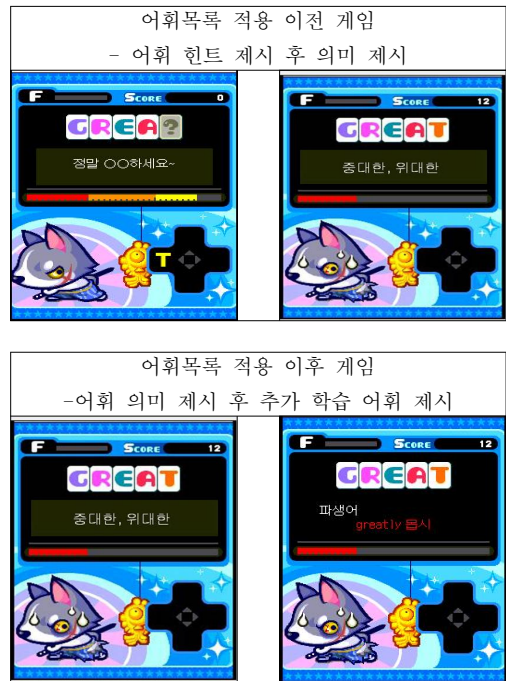 어휘목록 적용 이전 게임
- 어휘 힌트 제시 후 의미 제시
F SCORE 0
GREA?
정말 ○○하세요~
T
F SCORE 12
GREAT
중대한, 위대한
어휘목록 적용 이후 게임
-어휘 의미 제시 후 추가 학습 어휘 제시
F SCORE 12
GREAT
중대한, 위대한
F SCORE 12
GREAT
파생어
greatly 몹시